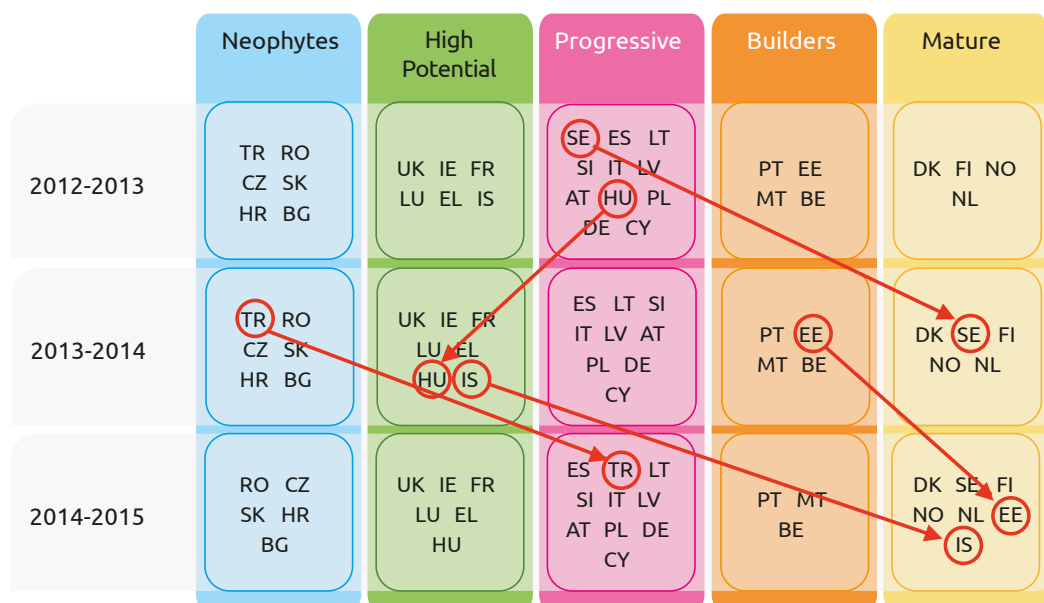 Neophytes
High
Potential
Progressive
Builders
Mature
2012-2013
TR RO
CZ SK
HR BG
UK IE FR
LU EL IS
SE ES LT
SI IT LV
AT HU PL
DE CY
PT EE
MT BE
DK FI NO
NL
2013-2014
TR RO
CZ SK
HR BG
UK IE FR
LU EL
HU IS
ES LT SI
IT LV AT
PL DE
CY
PT EE
MT BE
DK SE FI
NO NL
2014-2015
RO CZ
SK HR
BG
UK IE FR
LU EL
HU
ES TR LT
SI IT LV
AT PL DE
CY
PT MT
BE
DK SE FI
NO NL EE
IS